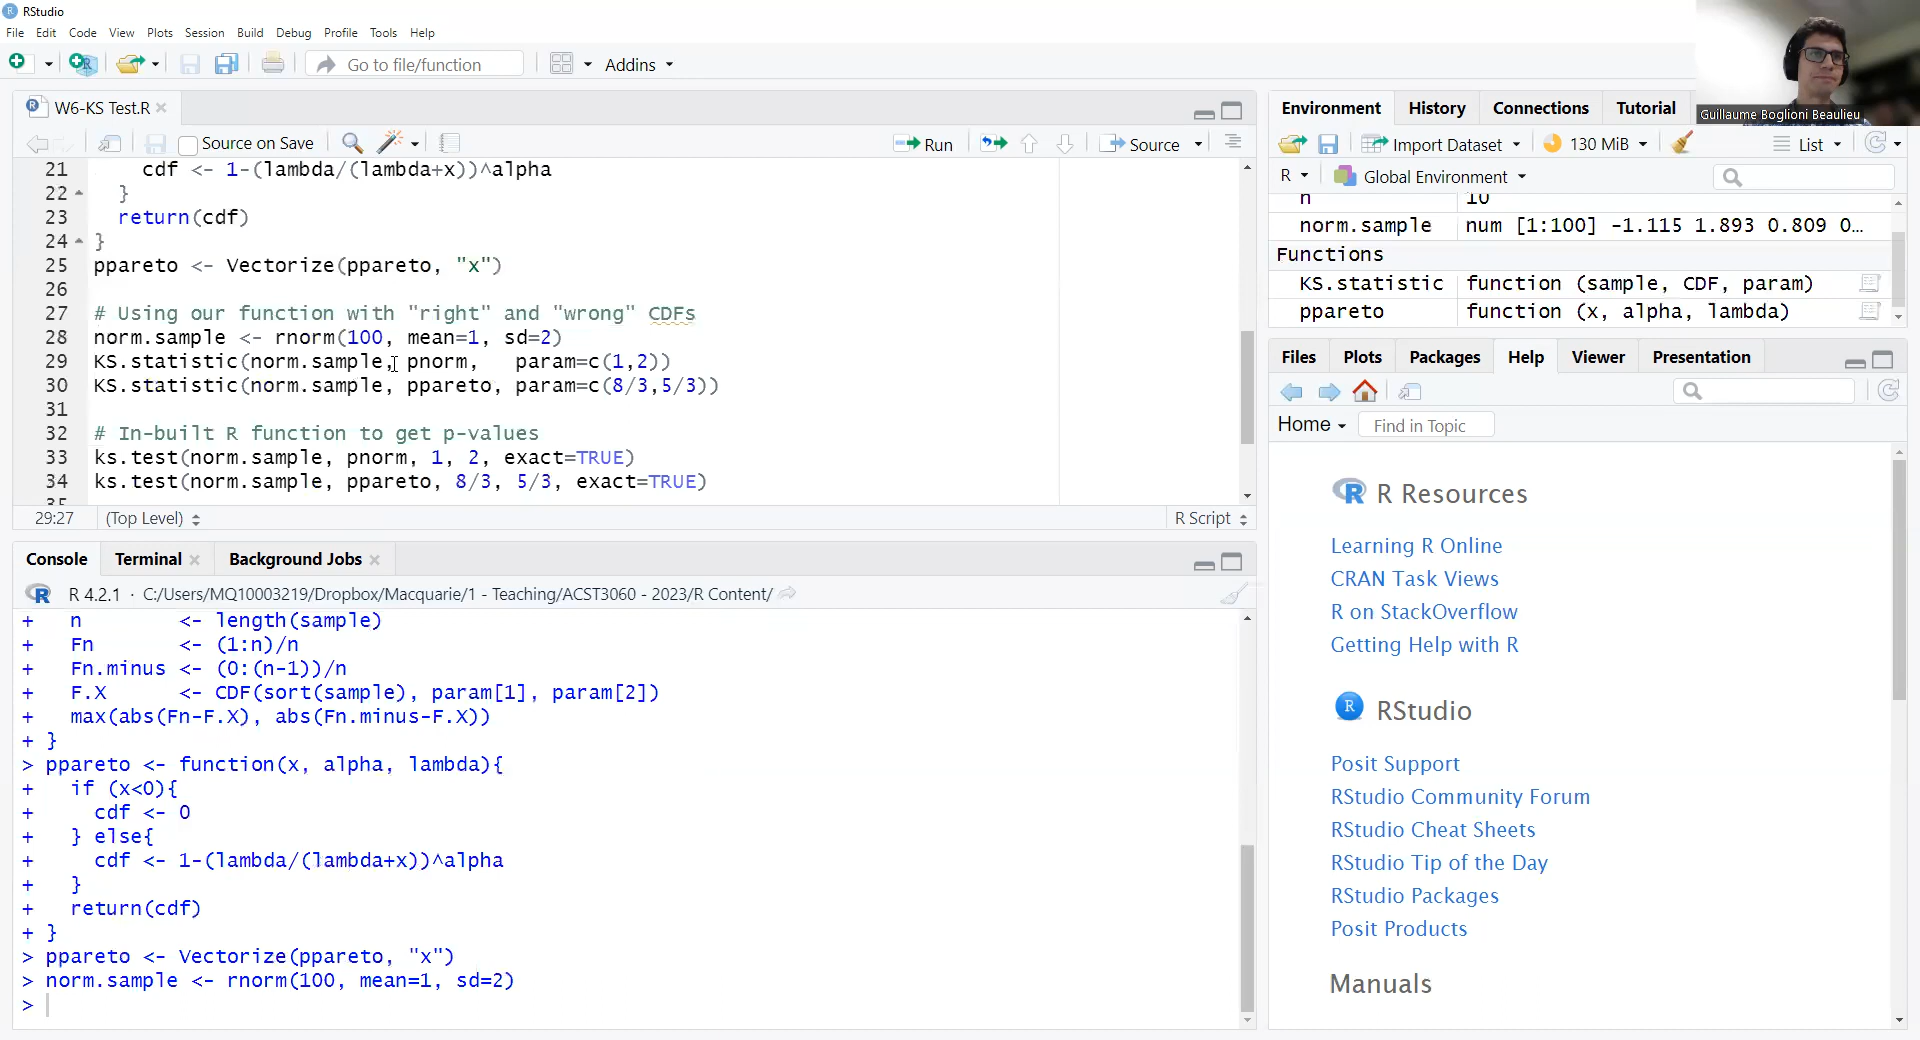 RStudio
File Edit Code View Plots Session Build Debug Profile Tools Help
Go to file/function Addins
W6-KS Test.R
Source on Save Run Source
21 cdf <- 1-(lambda/(lambda+x))^alpha
22 }
23 return(cdf)
24 }
25 ppareto <- Vectorize(ppareto, "x")
26
27 # Using our function with "right" and "wrong" CDFs
28 norm.sample <- rnorm(100, mean=1, sd=2)
29 KS.statistic(norm.sample, pnorm, param=c(1,2))
30 KS.statistic(norm.sample, ppareto, param=c(8/3,5/3))
31
32 # In-built R function to get p-values
33 ks.test(norm.sample, pnorm, 1, 2, exact=TRUE)
34 ks.test(norm.sample, ppareto, 8/3, 5/3, exact=TRUE)
35
29:27 (Top Level) R Script
Console Terminal Background Jobs
R 4.2.1 · C:/Users/MQ10003219/Dropbox/Macquarie/1 - Teaching/ACST3060 - 2023/R Content/
+ n <- length(sample)
+ Fn <- (1:n)/n
+ Fn.minus <- (0:(n-1))/n
+ F.X <- CDF(sort(sample), param[1], param[2])
+ max(abs(Fn-F.X), abs(Fn.minus-F.X))
+ }
> ppareto <- function(x, alpha, lambda){
+ if (x<0){
+ cdf <- 0
+ } else{
+ cdf <- 1-(lambda/(lambda+x))^alpha
+ }
+ return(cdf)
+ }
> ppareto <- Vectorize(ppareto, "x")
> norm.sample <- rnorm(100, mean=1, sd=2)
>
Guillaume Boglioni Beaulieu
Environment History Connections Tutorial
Import Dataset 130 MiB List
R Global Environment
n 10
norm.sample num [1:100] -1.115 1.893 0.809 0...
Functions
KS.statistic function (sample, CDF, param)
ppareto function (x, alpha, lambda)
Files Plots Packages Help Viewer Presentation
Home Find in Topic
R Resources
Learning R Online
CRAN Task Views
R on StackOverflow
Getting Help with R
RStudio
Posit Support
RStudio Community Forum
RStudio Cheat Sheets
RStudio Tip of the Day
RStudio Packages
Posit Products
Manuals